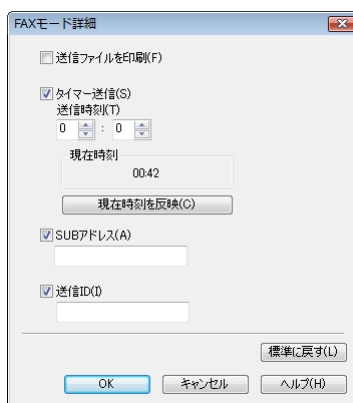 FAXモード詳細
送信ファイルを印刷(F)
タイマー送信(S)
送信時刻(T)
0 : 0
現在時刻
00:42
現在時刻を反映(C)
SUBアドレス(A)
送信ID(I)
標準に戻す(L)
OK キャンセル ヘルプ(H)